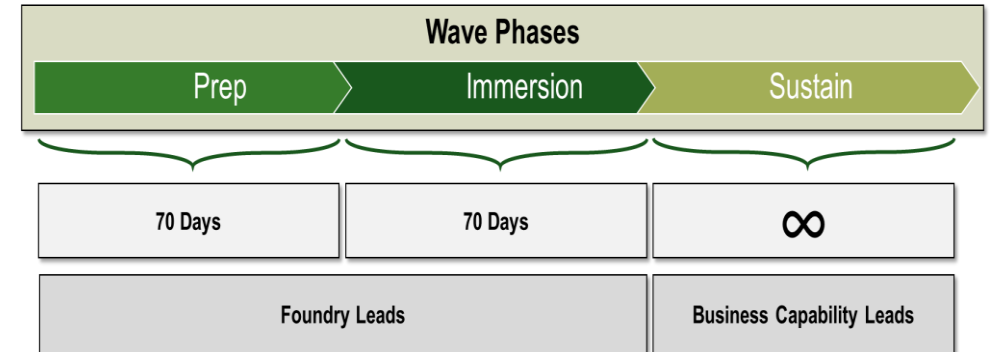 Wave Phases
Prep
Immersion
Sustain
70 Days
70 Days
∞
Foundry Leads
Business Capability Leads